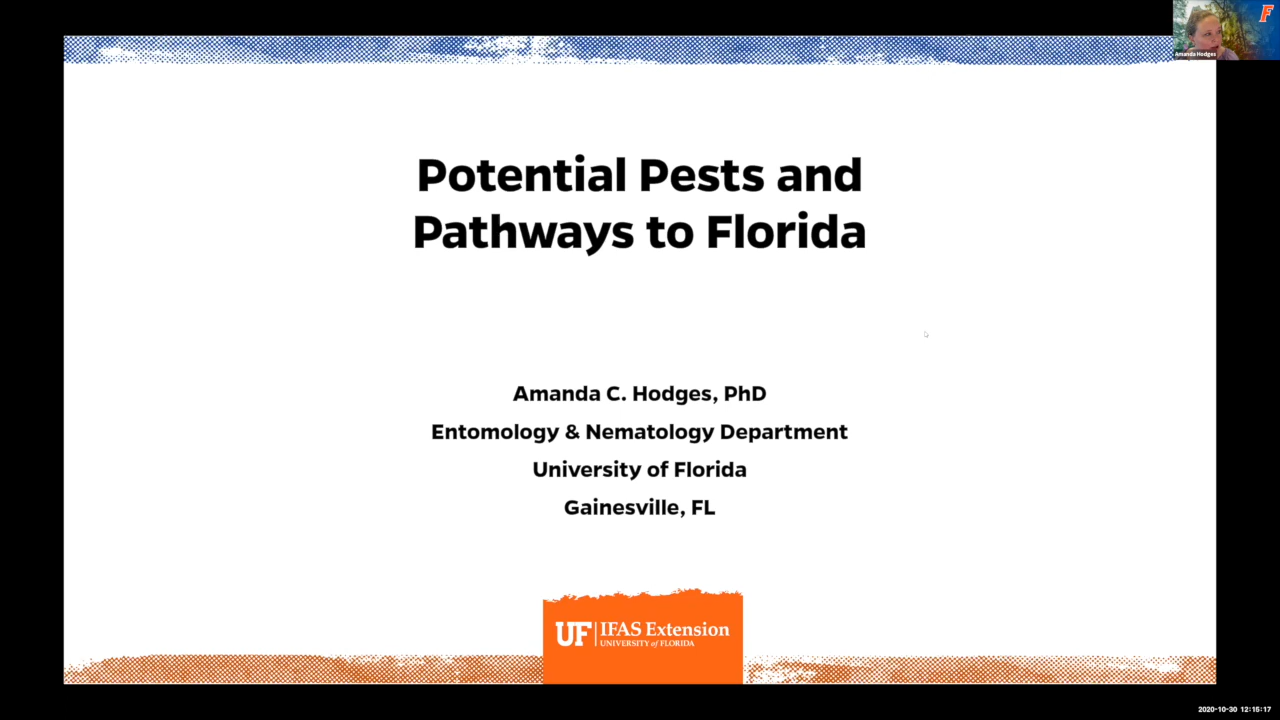 F
Amanda Hodges
Potential Pests and
Pathways to Florida
Amanda C. Hodges, PhD
Entomology & Nematology Department
University of Florida
Gainesville, FL
UF IFAS Extension
UNIVERSITY of FLORIDA
2020-10-30 12:15:17